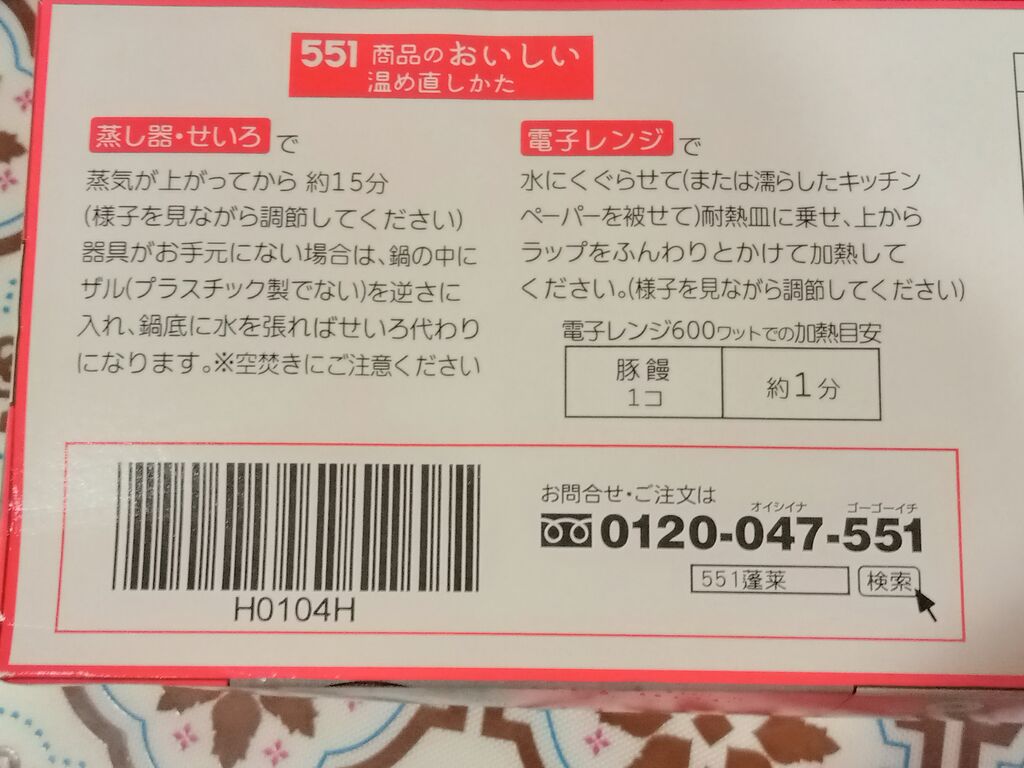 551 商品のおいしい
温め直しかた
蒸し器・せいろ で
蒸気が上がってから 約15分
(様子を見ながら調節してください)
器具がお手元にない場合は、鍋の中に
ザル(プラスチック製でない)を逆さに
入れ、鍋底に水を張ればせいろ代わり
になります。※空焚きにご注意ください
電子レンジ で
水にくぐらせて(または濡らしたキッチン
ペーパーを被せて)耐熱皿に乗せ、上から
ラップをふんわりとかけて加熱して
ください。(様子を見ながら調節してください)
電子レンジ600ワットでの加熱目安
豚饅
1コ
約1分
H0104H
お問合せ・ご注文は
オイシイナ ゴーゴーイチ
0120-047-551
551蓬莱 検索